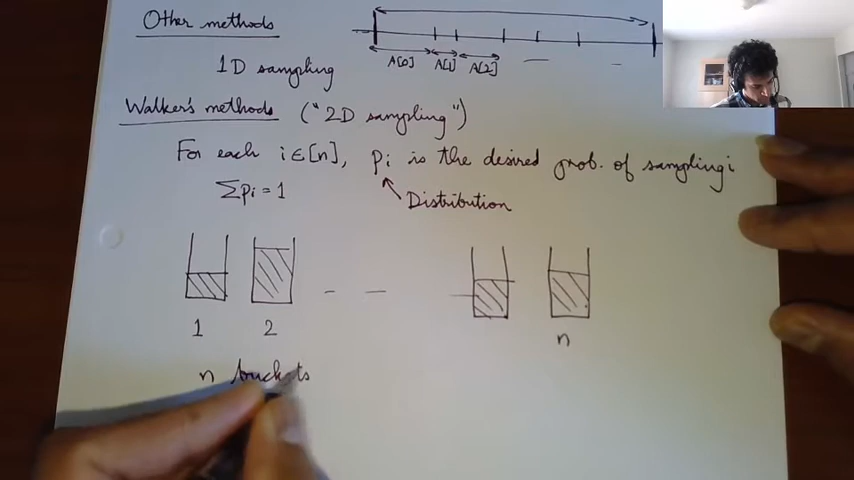 Other methods
1D sampling
A[0] A[1] A[2]
Walker's methods ("2D sampling")
For each i∈[n], pi is the desired prob. of sampling i
∑pi = 1
Distribution
1 2 n
n buckets